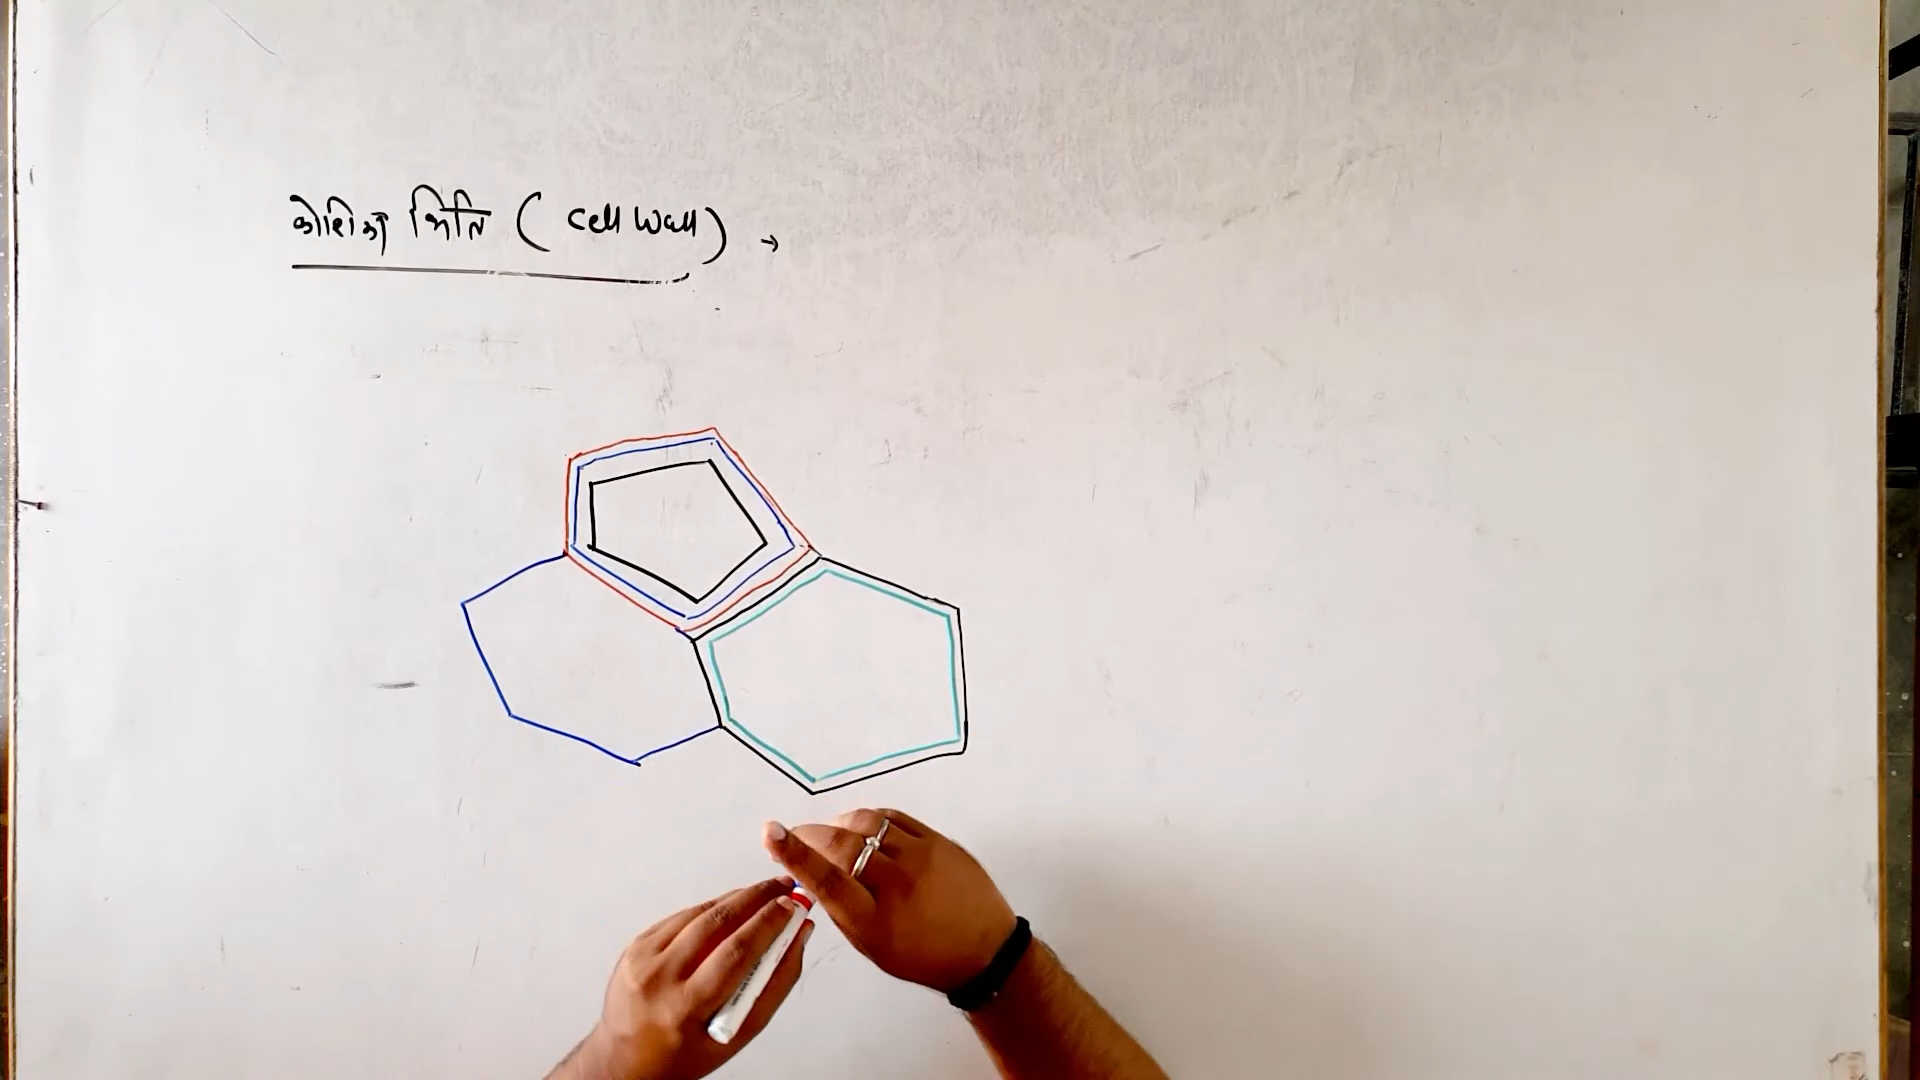 कोशिका भित्ति ( Cell Wall ) →